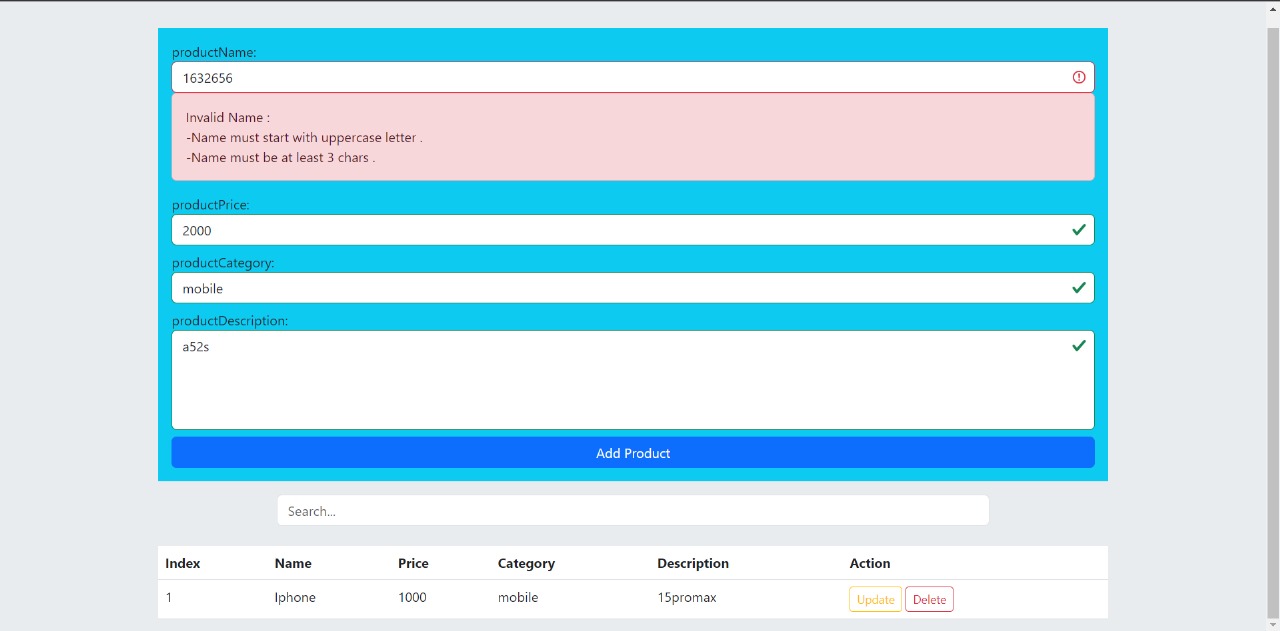 productName:
1632656
Invalid Name :
-Name must start with uppercase letter .
-Name must be at least 3 chars .
productPrice:
2000
productCategory:
mobile
productDescription:
a52s
Add Product
Search...
Index Name Price Category Description Action
1 Iphone 1000 mobile 15promax Update Delete